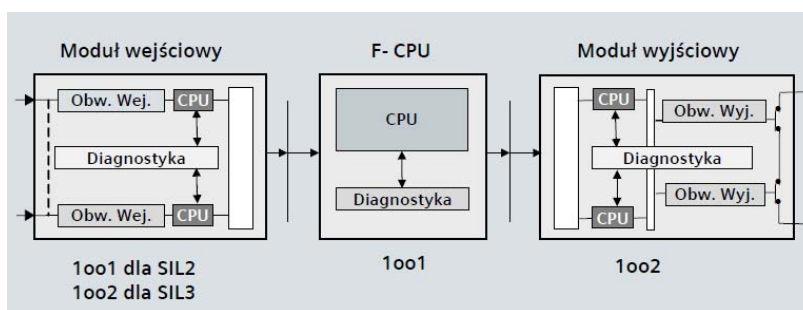 Moduł wejściowy
F- CPU
Moduł wyjściowy
Obw. Wej.
CPU
Diagnostyka
Obw. Wej.
CPU
CPU
Diagnostyka
CPU
Obw. Wyj.
Diagnostyka
Obw. Wyj.
CPU
1oo1 dla SIL2
1oo2 dla SIL3
1oo1
1oo2